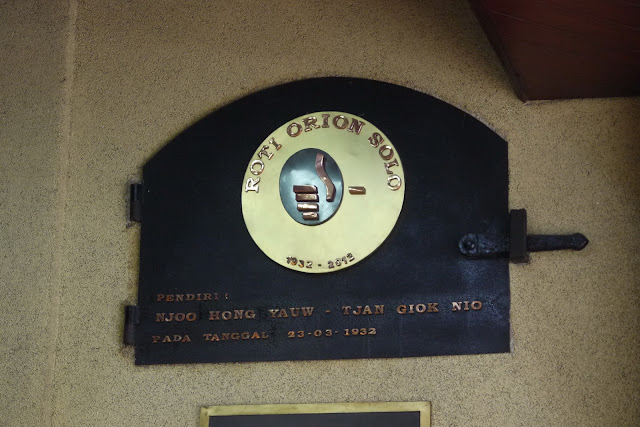 ROTI ORION SOLO
1932 - 2012
PENDIRI :
NJOO HONG YAUW - TJAN GIOK NIO
PADA TANGGAL 23-03-1932